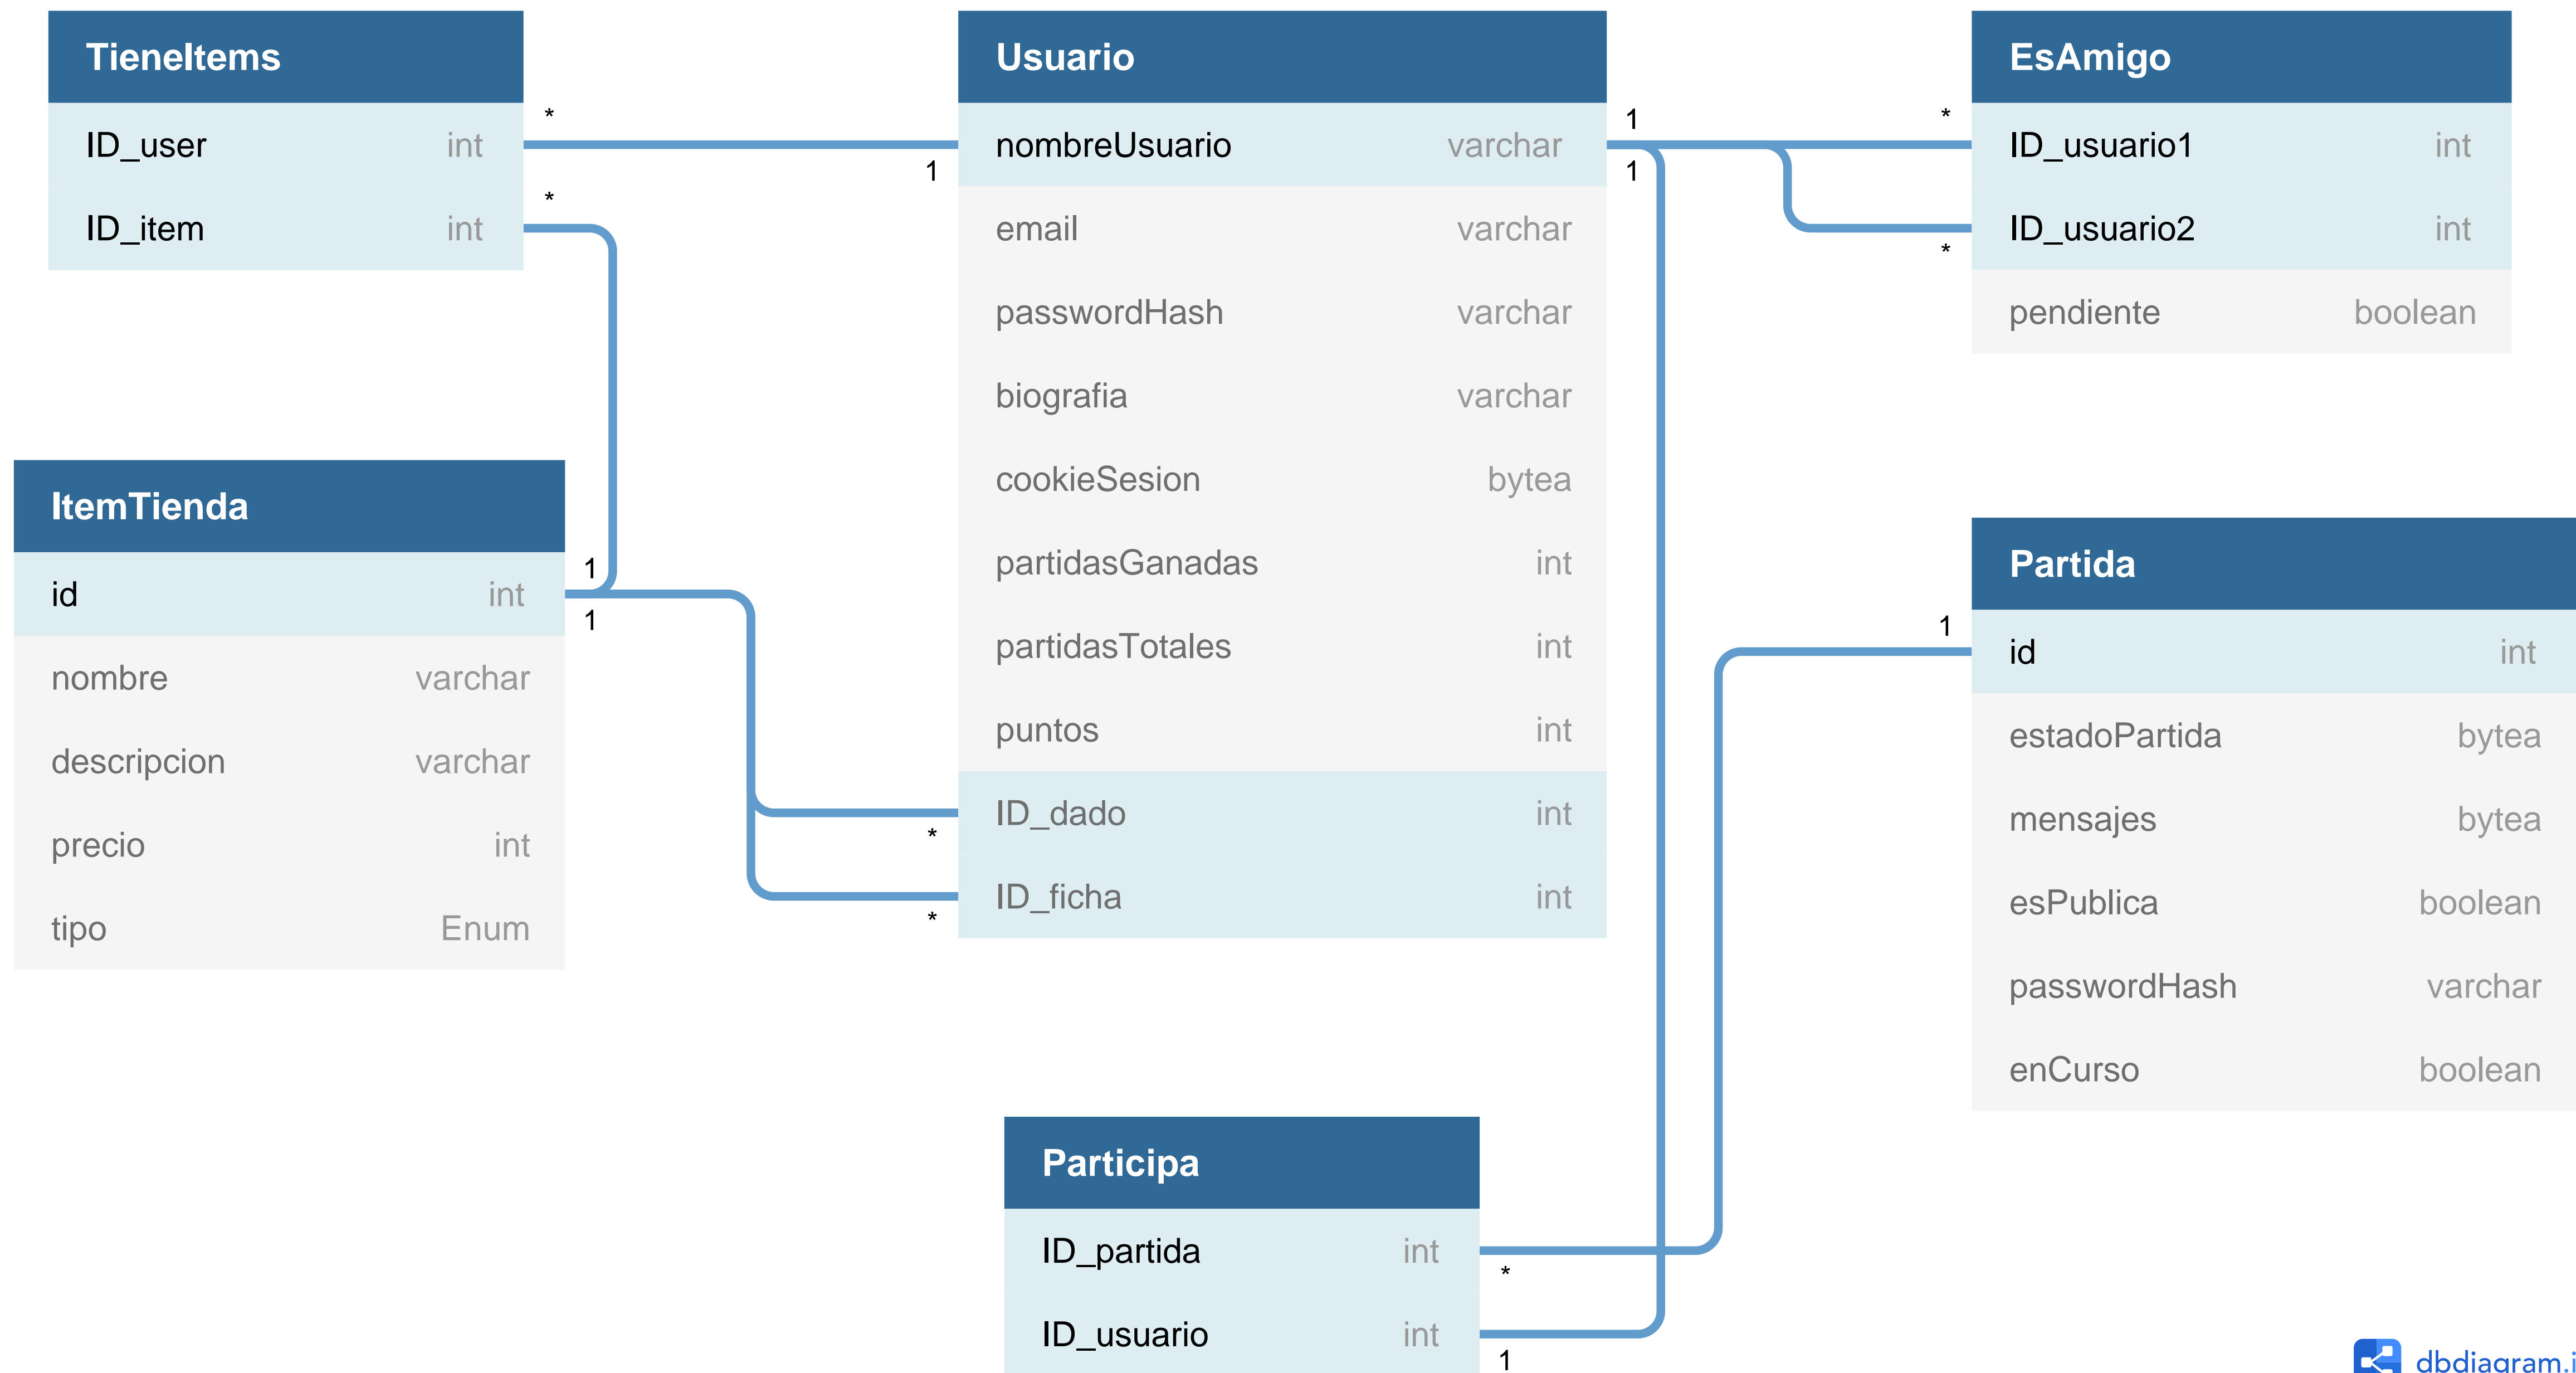 TieneItems
ID_user int
ID_item int
* 1
*
ItemTienda
id int
nombre varchar
descripcion varchar
precio int
tipo Enum
1
1
*
*
Usuario
nombreUsuario varchar
email varchar
passwordHash varchar
biografia varchar
cookieSesion bytea
partidasGanadas int
partidasTotales int
puntos int
ID_dado int
ID_ficha int
1 *
1 *
EsAmigo
ID_usuario1 int
ID_usuario2 int
pendiente boolean
1
Partida
id int
estadoPartida bytea
mensajes bytea
esPublica boolean
passwordHash varchar
enCurso boolean
Participa
ID_partida int
ID_usuario int
*
1
dbdiagram.i